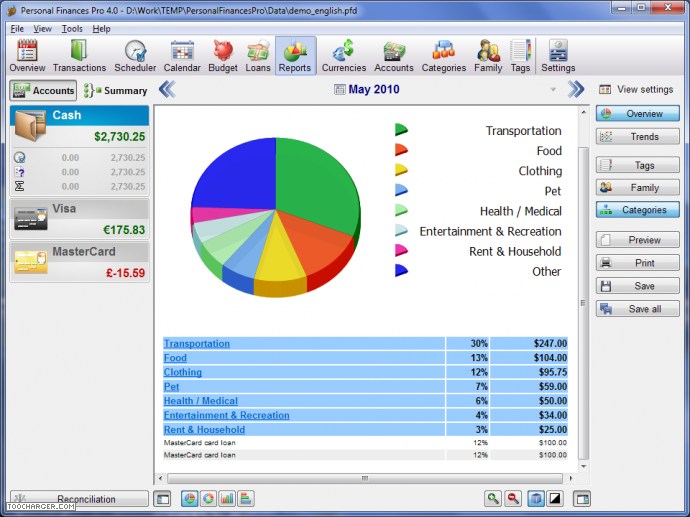 Personal Finances Pro 4.0 - D:\Work\TEMP\PersonalFinancesPro\Data\demo_english.pfd
File View Tools Help
Overview Transactions Scheduler Calendar Budget Loans Reports Currencies Accounts Categories Family Tags Settings
Accounts Summary
May 2010
View settings
Cash
$2,730.25
0.00 2,730.25
0.00 2,730.25
0.00 2,730.25
Visa
€175.83
MasterCard
£-15.59
Transportation
Food
Clothing
Pet
Health / Medical
Entertainment & Recreation
Rent & Household
Other
Overview
Trends
Tags
Family
Categories
Preview
Print
Save
Save all
Transportation 30% $247.00
Food 13% $104.00
Clothing 12% $95.75
Pet 7% $59.00
Health / Medical 6% $50.00
Entertainment & Recreation 4% $34.00
Rent & Household 3% $25.00
MasterCard card loan 12% $100.00
MasterCard card loan 12% $100.00
Reconciliation
TOOCHARGER.COM